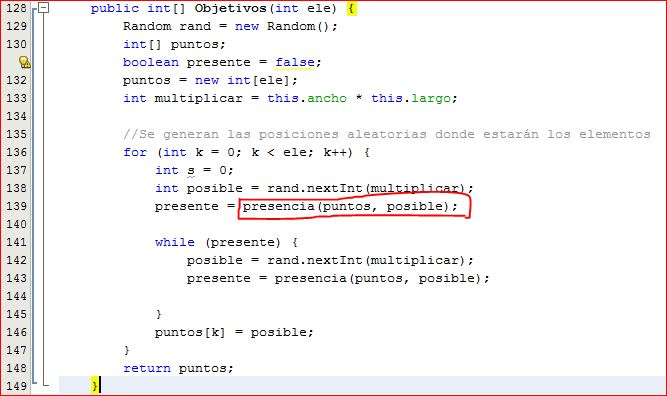 128 public int[] Objetivos(int ele) {
129 Random rand = new Random();
130 int[] puntos;
boolean presente = false;
132 puntos = new int[ele];
133 int multiplicar = this.ancho * this.largo;
134
135 //Se generan las posiciones aleatorias donde estarán los elementos
136 for (int k = 0; k < ele; k++) {
137 int s = 0;
138 int posible = rand.nextInt(multiplicar);
139 presente = presencia(puntos, posible);
140
141 while (presente) {
142 posible = rand.nextInt(multiplicar);
143 presente = presencia(puntos, posible);
144
145 }
146 puntos[k] = posible;
147 }
148 return puntos;
149 }